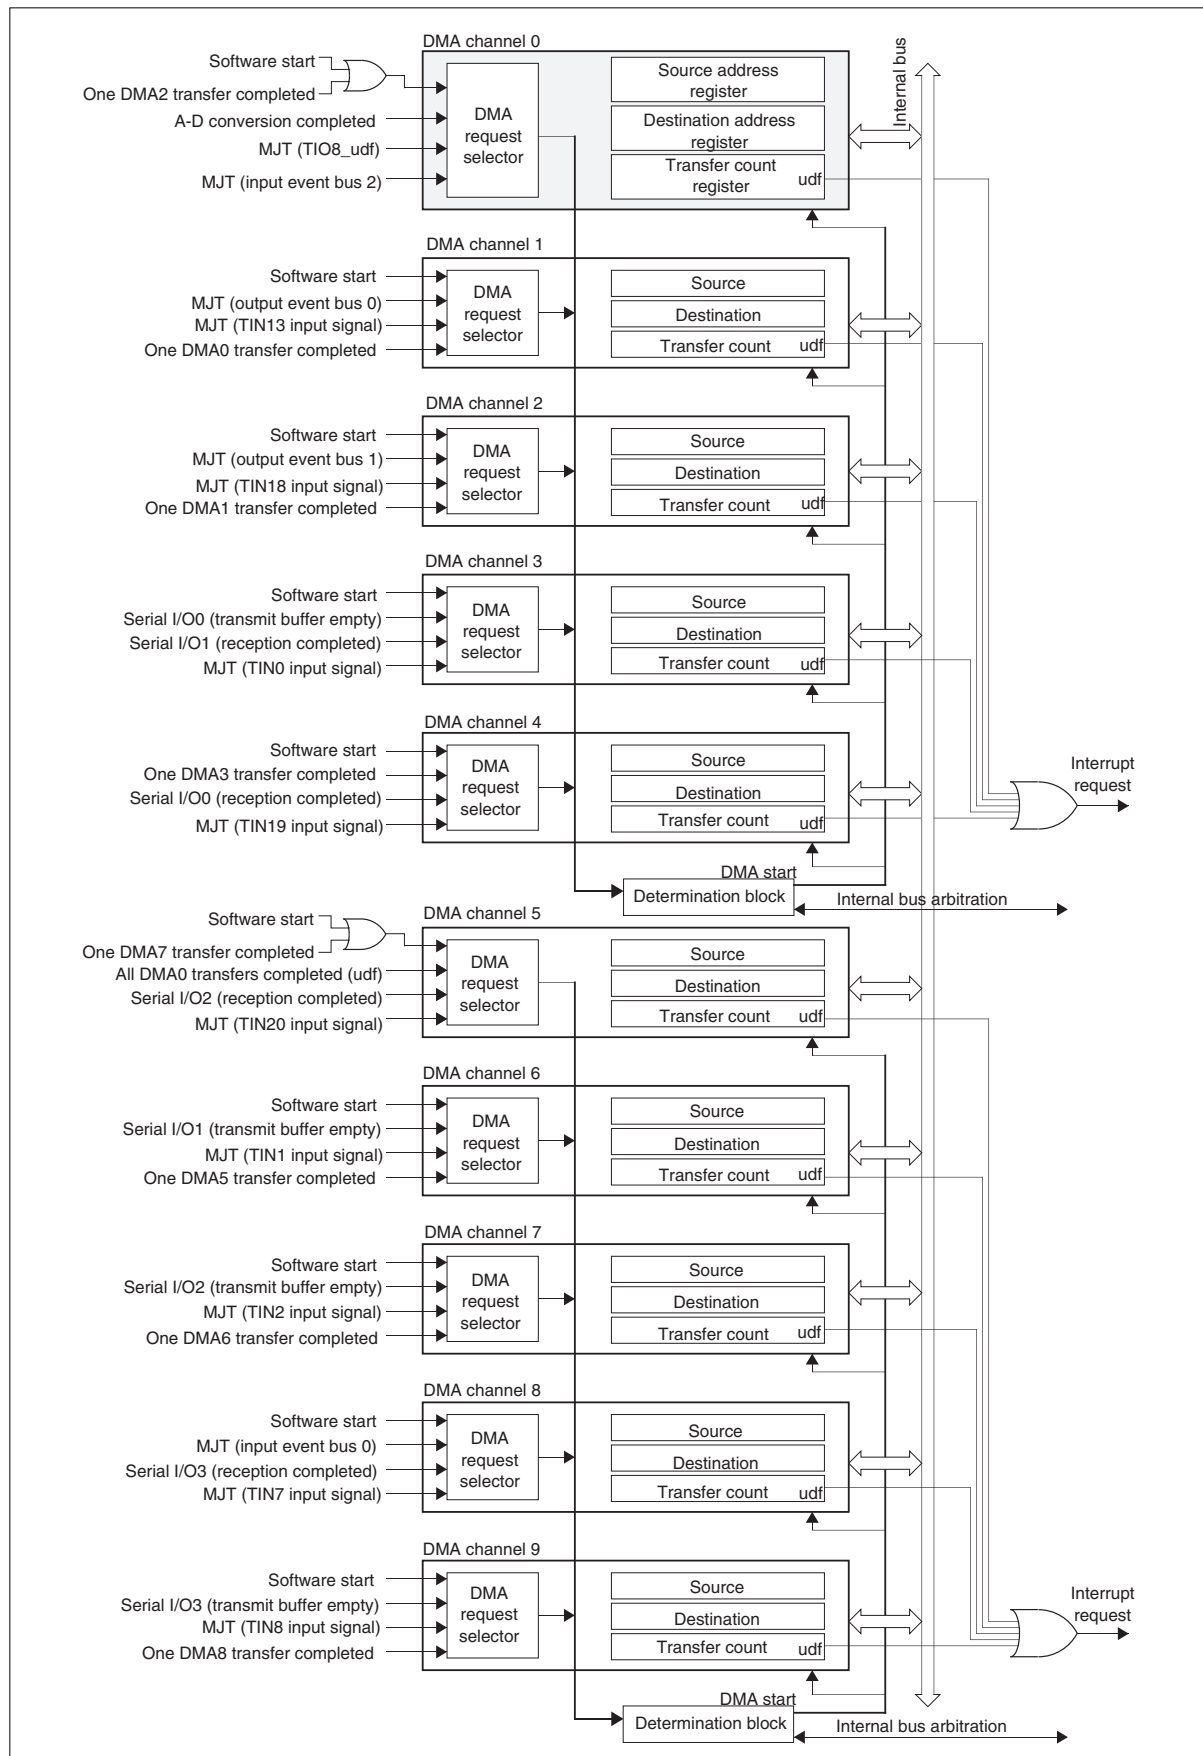 DMA channel 0
Software start
One DMA2 transfer completed
A-D conversion completed
MJT (TIO8_udf)
MJT (input event bus 2)
DMA
request
selector
Source address
register
Destination address
register
Transfer count
register
udf
Internal bus
DMA channel 1
Software start
MJT (output event bus 0)
MJT (TIN13 input signal)
One DMA0 transfer completed
DMA
request
selector
Source
Destination
Transfer count
udf
DMA channel 2
Software start
MJT (output event bus 1)
MJT (TIN18 input signal)
One DMA1 transfer completed
DMA
request
selector
Source
Destination
Transfer count
udf
DMA channel 3
Software start
Serial I/O0 (transmit buffer empty)
Serial I/O1 (reception completed)
MJT (TIN0 input signal)
DMA
request
selector
Source
Destination
Transfer count
udf
DMA channel 4
Software start
One DMA3 transfer completed
Serial I/O0 (reception completed)
MJT (TIN19 input signal)
DMA
request
selector
Source
Destination
Transfer count
udf
Interrupt
request
DMA start
Determination block
Internal bus arbitration
DMA channel 5
Software start
One DMA7 transfer completed
All DMA0 transfers completed (udf)
Serial I/O2 (reception completed)
MJT (TIN20 input signal)
DMA
request
selector
Source
Destination
Transfer count
udf
DMA channel 6
Software start
Serial I/O1 (transmit buffer empty)
MJT (TIN1 input signal)
One DMA5 transfer completed
DMA
request
selector
Source
Destination
Transfer count
udf
DMA channel 7
Software start
Serial I/O2 (transmit buffer empty)
MJT (TIN2 input signal)
One DMA6 transfer completed
DMA
request
selector
Source
Destination
Transfer count
udf
DMA channel 8
Software start
MJT (input event bus 0)
Serial I/O3 (reception completed)
MJT (TIN7 input signal)
DMA
request
selector
Source
Destination
Transfer count
udf
DMA channel 9
Software start
Serial I/O3 (transmit buffer empty)
MJT (TIN8 input signal)
One DMA8 transfer completed
DMA
request
selector
Source
Destination
Transfer count
udf
Interrupt
request
DMA start
Determination block
Internal bus arbitration